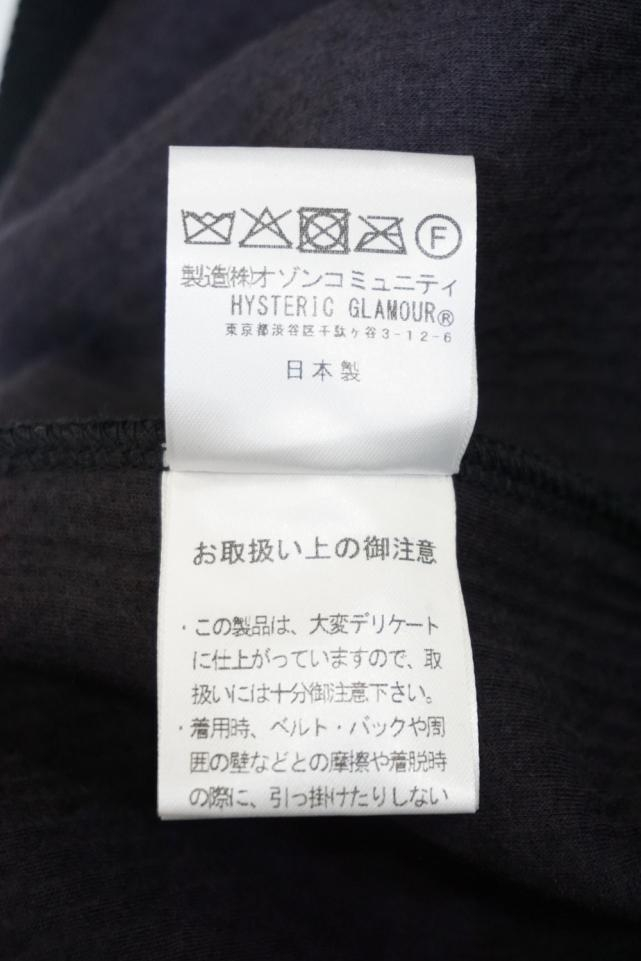 F
製造(株)オゾンコミュニティ
HYSTERIC GLAMOUR®
東京都渋谷区千駄ヶ谷3-12-6
日本製
お取扱い上の御注意
・この製品は、大変デリケート
に仕上がっていますので、取
扱いには十分御注意下さい。
・着用時、ベルト・バックや周
囲の壁などとの摩擦や着脱時
の際に、引っ掛けたりしない